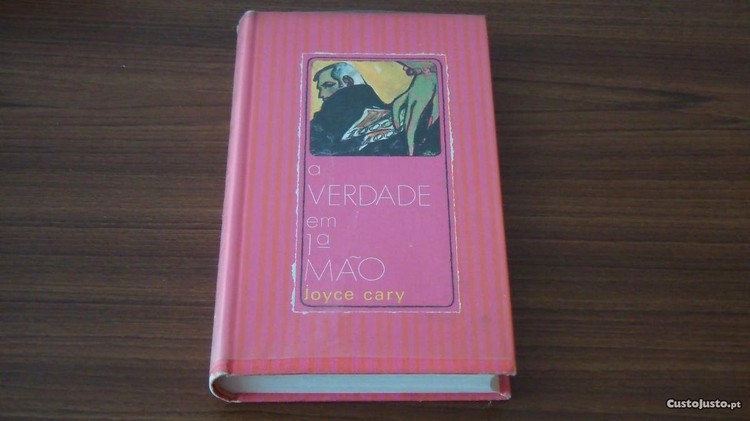 a
VERDADE
em
1ª
MÃO
joyce cary
CustoJusto.pt